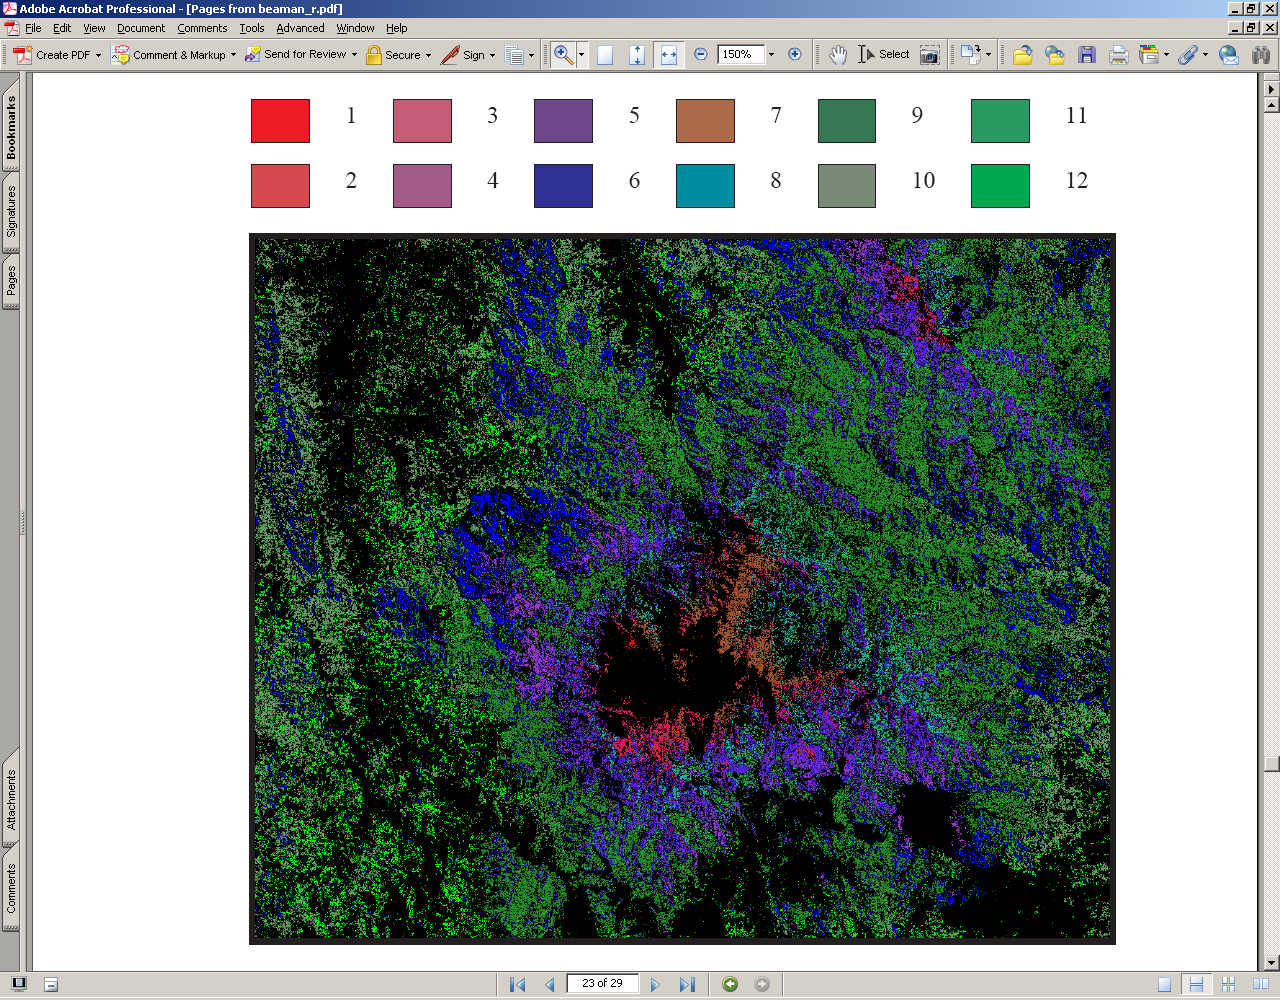 Adobe Acrobat Professional - [Pages from beaman_r.pdf]
File Edit View Document Comments Tools Advanced Window Help
Create PDF Comment & Markup Send for Review Secure Sign 150% Select
Bookmarks
Signatures
Pages
Attachments
Comments
1 3 5 7 9 11
2 4 6 8 10 12
23 of 29